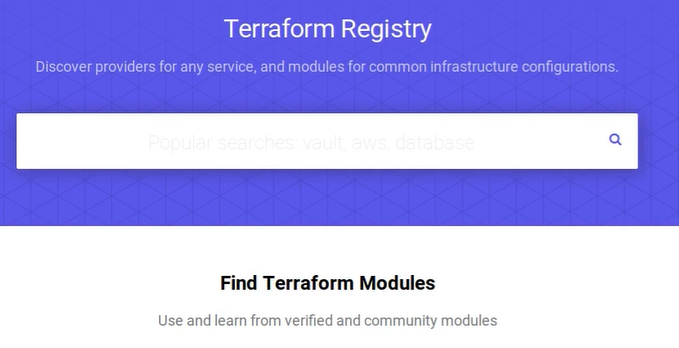 Terraform Registry
Discover providers for any service, and modules for common infrastructure configurations.
Popular searches: vault, aws, database
Find Terraform Modules
Use and learn from verified and community modules